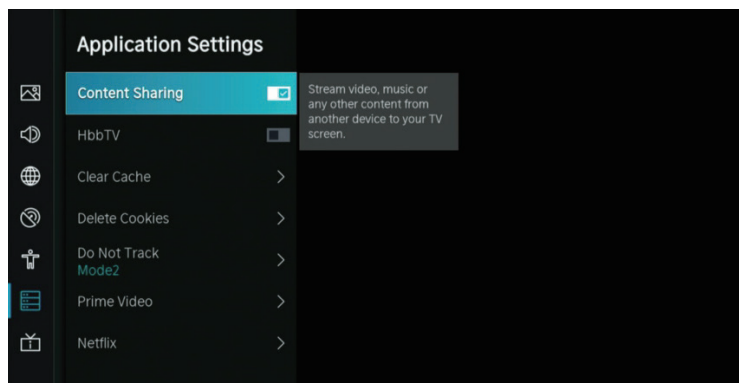 Application Settings
Content Sharing
Stream video, music or
any other content from
another device to your TV
screen.
HbbTV
Clear Cache
Delete Cookies
Do Not Track
Mode2
Prime Video
Netflix